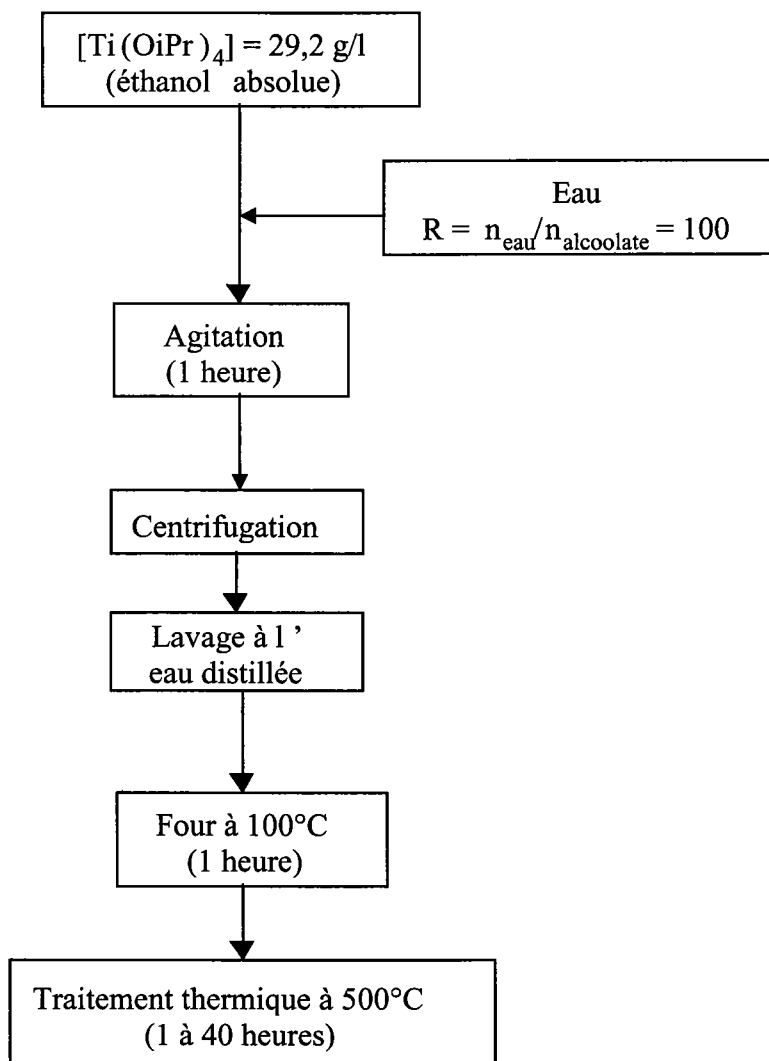 [Ti(OiPr)4] = 29,2 g/l
(éthanol absolue)
Eau
R = neau/nalcoolate = 100
Agitation
(1 heure)
Centrifugation
Lavage à l ’
eau distillée
Four à 100°C
(1 heure)
Traitement thermique à 500°C
(1 à 40 heures)